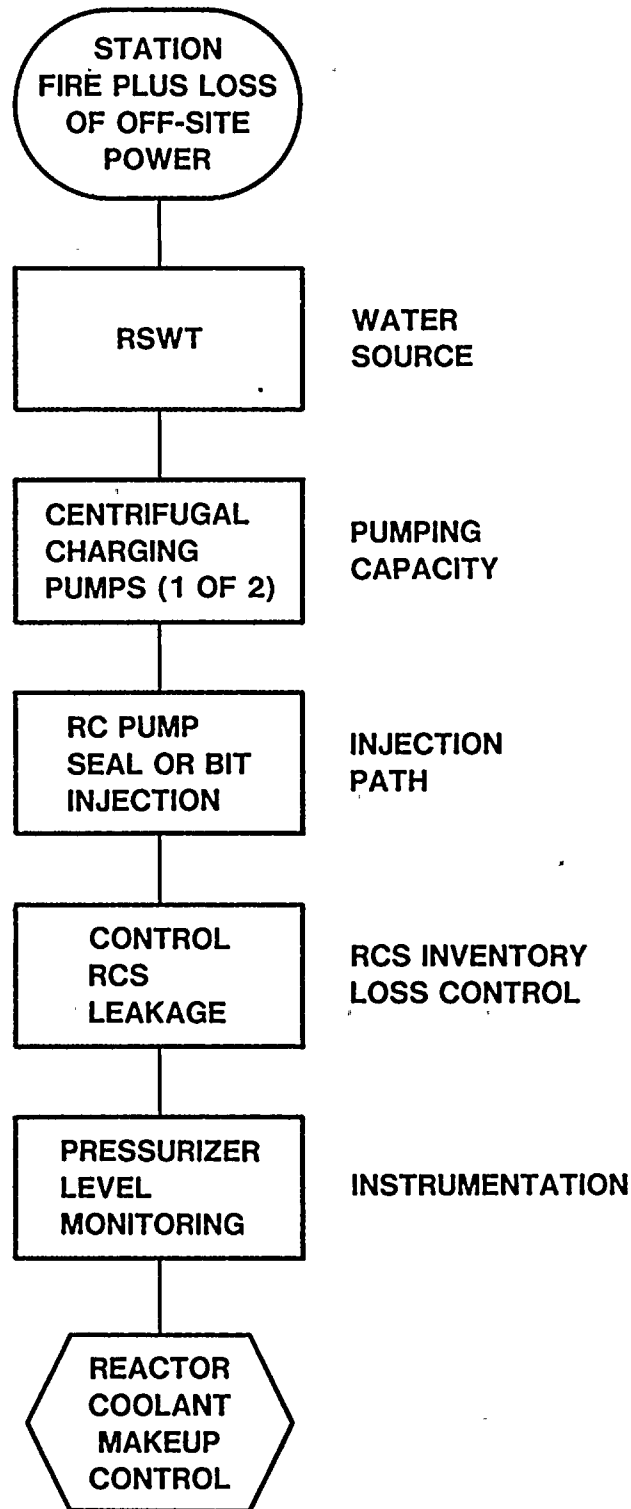 STATION
FIRE PLUS LOSS
OF OFF-SITE
POWER
RSWT
WATER
SOURCE
CENTRIFUGAL
CHARGING
PUMPS (1 OF 2)
PUMPING
CAPACITY
RC PUMP
SEAL OR BIT
INJECTION
INJECTION
PATH
CONTROL
RCS
LEAKAGE
RCS INVENTORY
LOSS CONTROL
PRESSURIZER
LEVEL
MONITORING
INSTRUMENTATION
REACTOR
COOLANT
MAKEUP
CONTROL